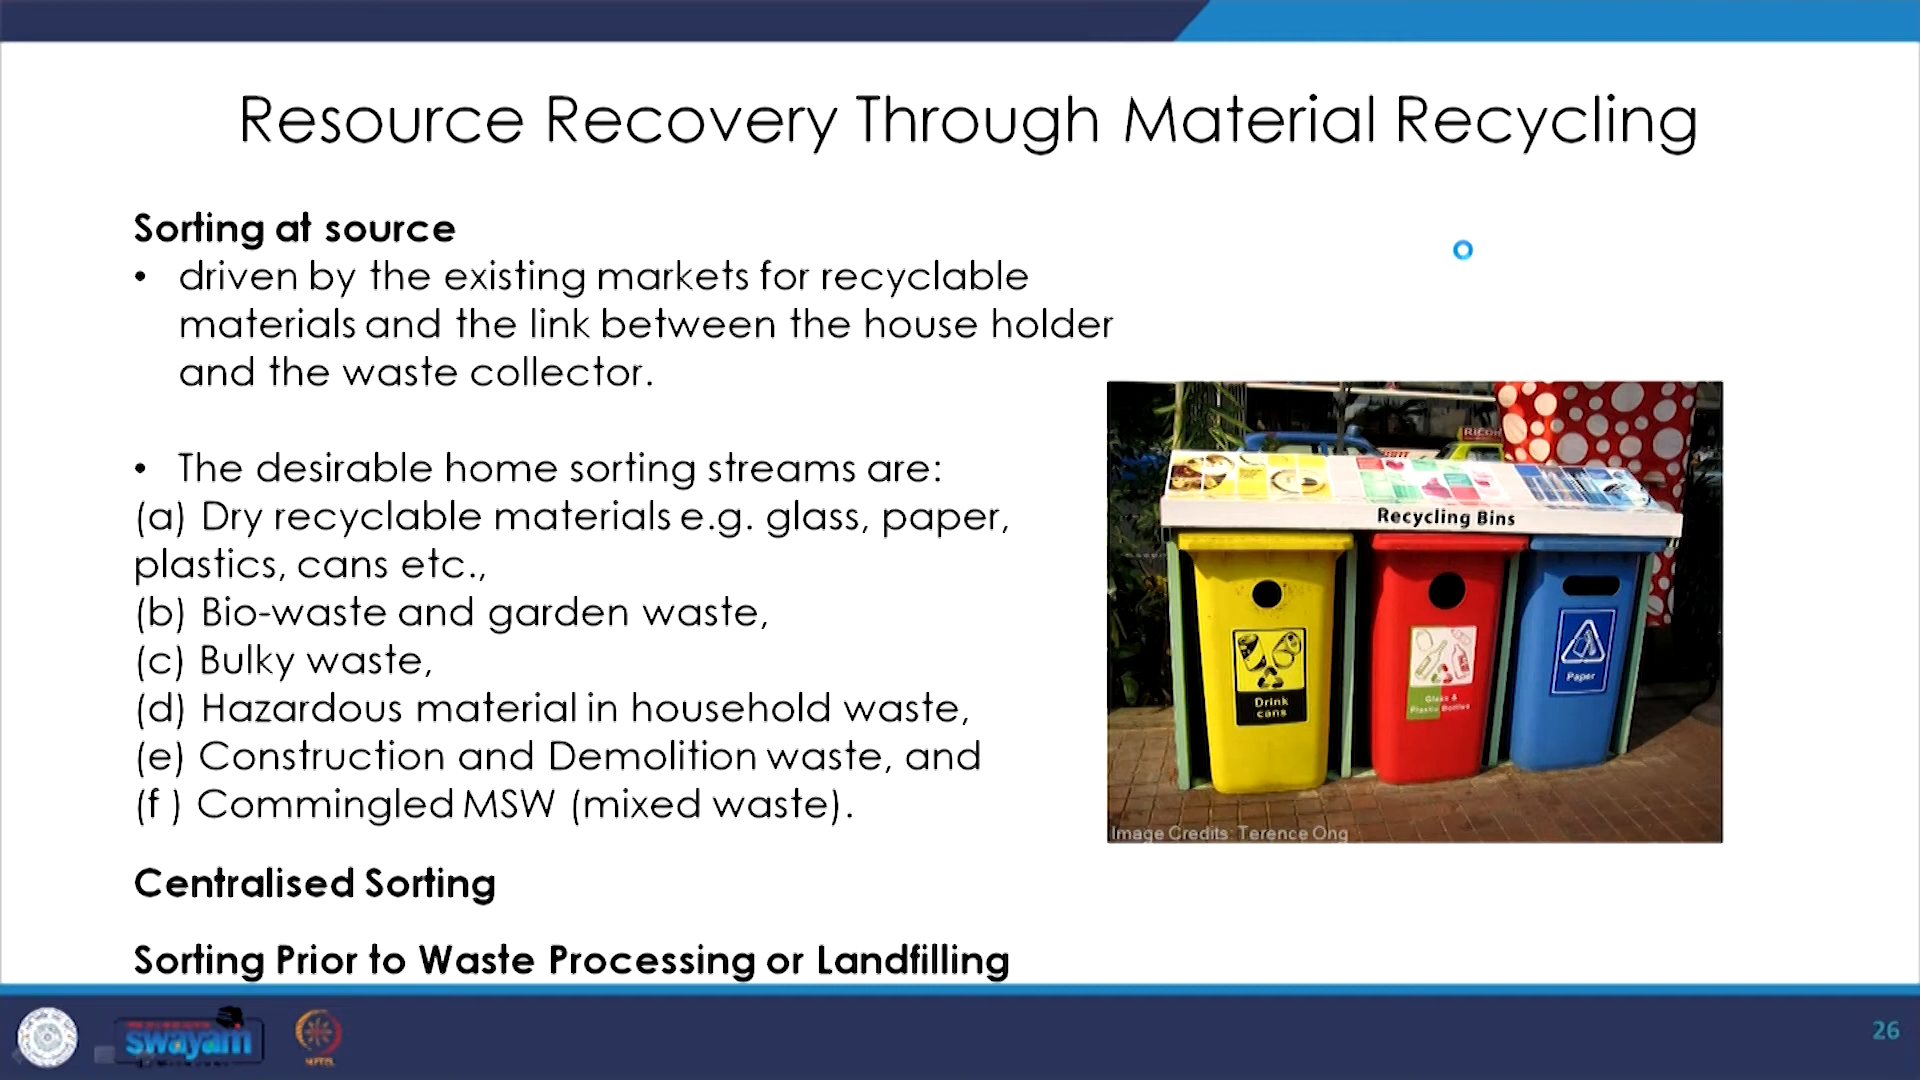 Resource Recovery Through Material Recycling
Sorting at source
• driven by the existing markets for recyclable
materials and the link between the house holder
and the waste collector.
• The desirable home sorting streams are:
(a) Dry recyclable materials e.g. glass, paper,
plastics, cans etc.,
(b) Bio-waste and garden waste,
(c) Bulky waste,
(d) Hazardous material in household waste,
(e) Construction and Demolition waste, and
(f ) Commingled MSW (mixed waste).
Centralised Sorting
Sorting Prior to Waste Processing or Landfilling
Recycling Bins
Drink
cans
Glass &
Plastic Bottles
Paper
Image Credits: Terence Ong
swayam
26